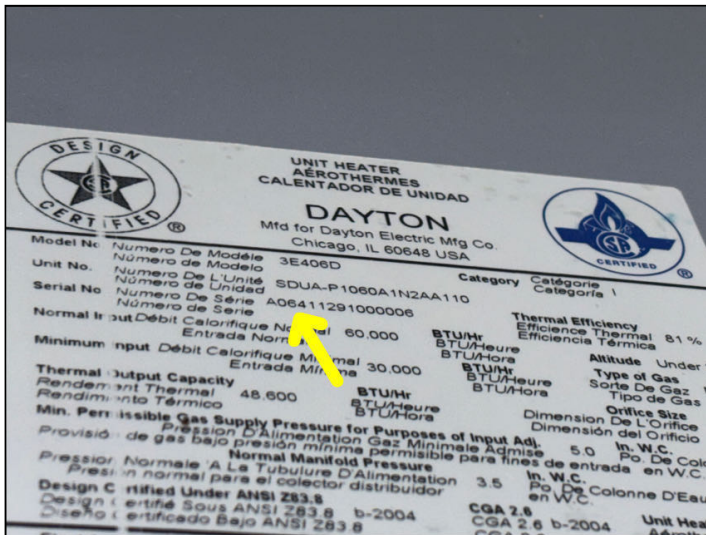 DESIGN CERTIFIED ®
UNIT HEATER
AÉROTHERMES
CALENTADOR DE UNIDAD
DAYTON
Mfd for Dayton Electric Mfg Co.
Chicago, IL 60648 USA
CERTIFIED ®
Model No Numero De Modéle 3E406D
Número de Modelo
Category Catégorie I
Categoría
Unit No. Numero De L'Unité SDUA-P1060A1N2AA110
Número de Unidad
Serial No Numero De Série A06411291000006
Número de Serie
Thermal Efficiency
Efficience Thermal 81 %
Eficiencia Térmica
Normal Input Débit Calorifique Normal 60,000 BTU/Hr
Entrada Normal BTU/Heure
BTU/Hora
Altitude Under
Minimum Input Débit Calorifique Minimal 30,000 BTU/Hr
Entrada Mínima BTU/Heure
BTU/Hora
Type of Gas
Sorte De Gaz
Tipo de Gas
Thermal Output Capacity
Rendement Thermal 48,600 BTU/Hr
Rendimiento Térmico BTU/Heure
BTU/Hora
Orifice Size
Dimension De L'Orifice
Dimensión del Orificio
Min. Permissible Gas Supply Pressure for Purposes of Input Adj.
Pression D'Alimentation Gaz Minimale Admise 5.0 In. W.C.
Provisión de gas bajo presión mínima permisible para fines de entrada en W.C.
Normal Manifold Pressure
Pression Normale A La Tubulure D'Alimentation 3.5 In. W.C.
Presión normal para el colector distribuidor Po. De Colonne D'Eau
en W.C.
Design Certified Under ANSI Z83.8 CGA 2.6
Design Certifié Sous ANSI Z83.8 b-2004 CGA 2.6 b-2004
Diseño Certificado Bajo ANSI Z83.8
Unit